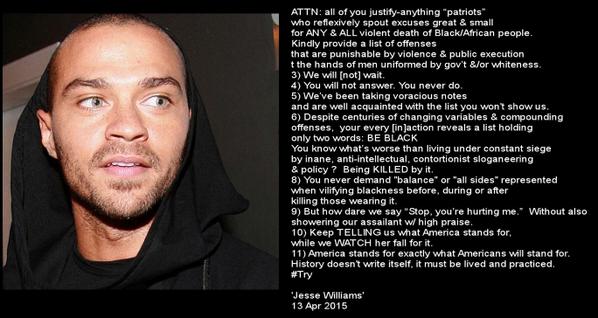 ATTN: all of you justify-anything “patriots”
who reflexively spout excuses great & small
for ANY & ALL violent death of Black/African people.
Kindly provide a list of offenses
that are punishable by violence & public execution
t the hands of men uniformed by gov't &/or whiteness.
3) We will [not] wait.
4) You will not answer. You never do.
5) We've been taking voracious notes
and are well acquainted with the list you won't show us.
6) Despite centuries of changing variables & compounding
offenses,  your every [in]action reveals a list holding
only two words: BE BLACK
You know what's worse than living under constant siege
by inane, anti-intellectual, contortionist sloganeering
& policy ?  Being KILLED by it.
8) You never demand "balance" or "all sides" represented
when vilifying blackness before, during or after
killing those wearing it.
9) But how dare we say “Stop, you're hurting me.”  Without also
showering our assailant w/ high praise.
10) Keep TELLING us what America stands for,
while we WATCH her fall for it.
11) America stands for exactly what Americans will stand for.
History doesn't write itself, it must be lived and practiced.
#Try
'Jesse Williams'
13 Apr 2015